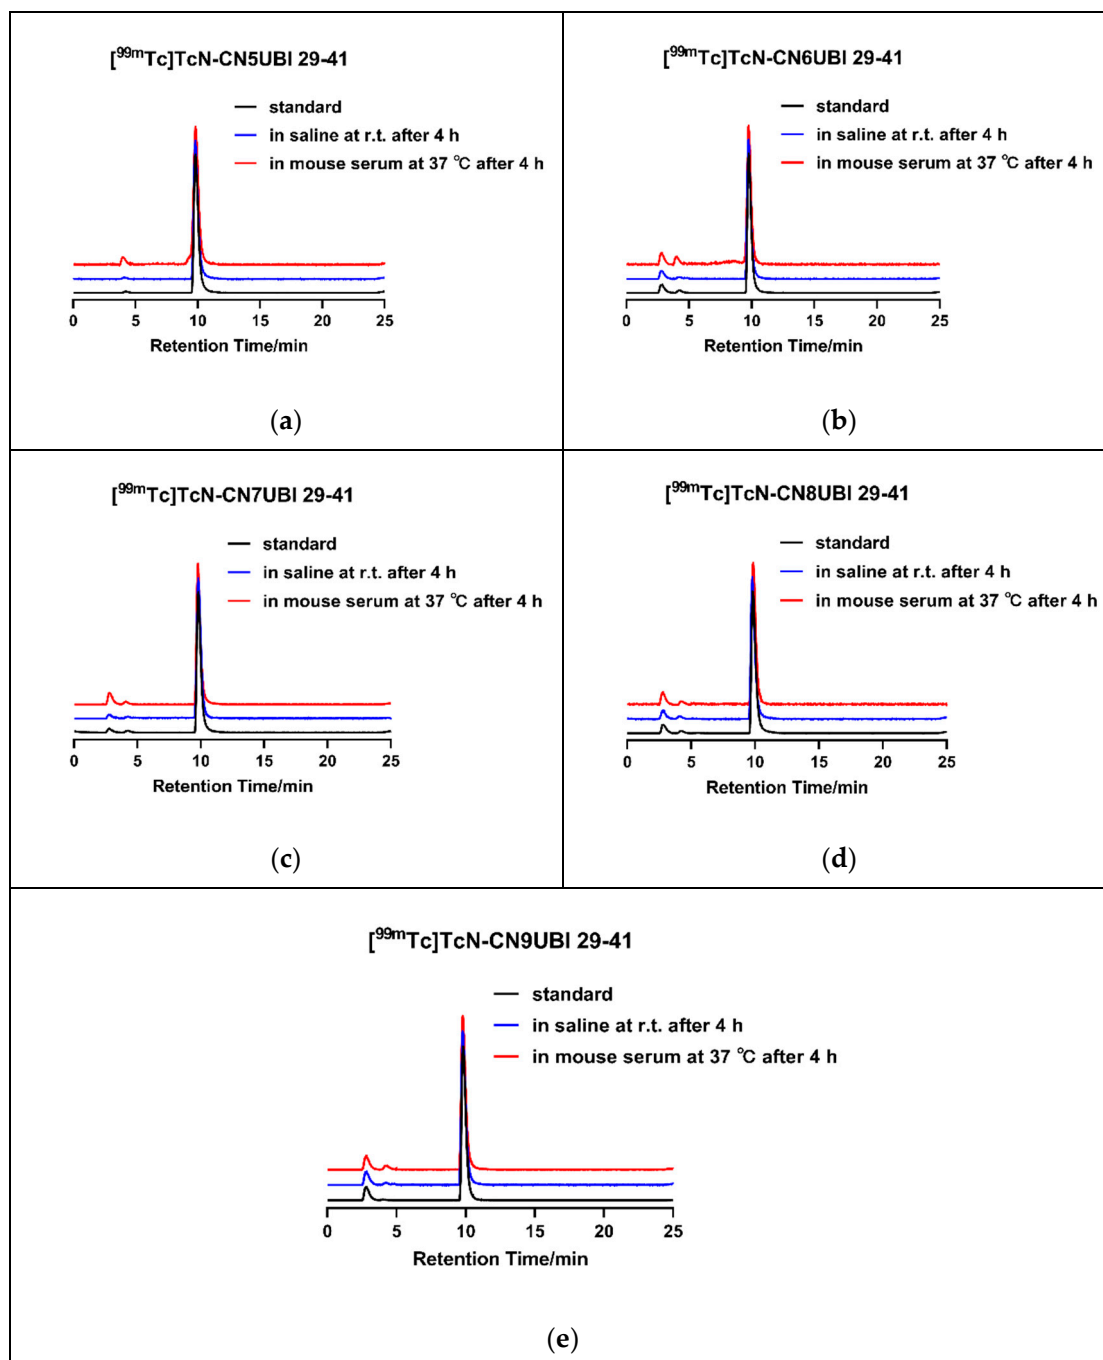 [99mTc]TcN-CN5UBI 29-41
standard
in saline at r.t. after 4 h
in mouse serum at 37 °C after 4 h
0 5 10 15 20 25
Retention Time/min
(a)
[99mTc]TcN-CN6UBI 29-41
standard
in saline at r.t. after 4 h
in mouse serum at 37 °C after 4 h
0 5 10 15 20 25
Retention Time/min
(b)
[99mTc]TcN-CN7UBI 29-41
standard
in saline at r.t. after 4 h
in mouse serum at 37 °C after 4 h
0 5 10 15 20 25
Retention Time/min
(c)
[99mTc]TcN-CN8UBI 29-41
standard
in saline at r.t. after 4 h
in mouse serum at 37 °C after 4 h
0 5 10 15 20 25
Retention Time/min
(d)
[99mTc]TcN-CN9UBI 29-41
standard
in saline at r.t. after 4 h
in mouse serum at 37 °C after 4 h
0 5 10 15 20 25
Retention Time/min
(e)